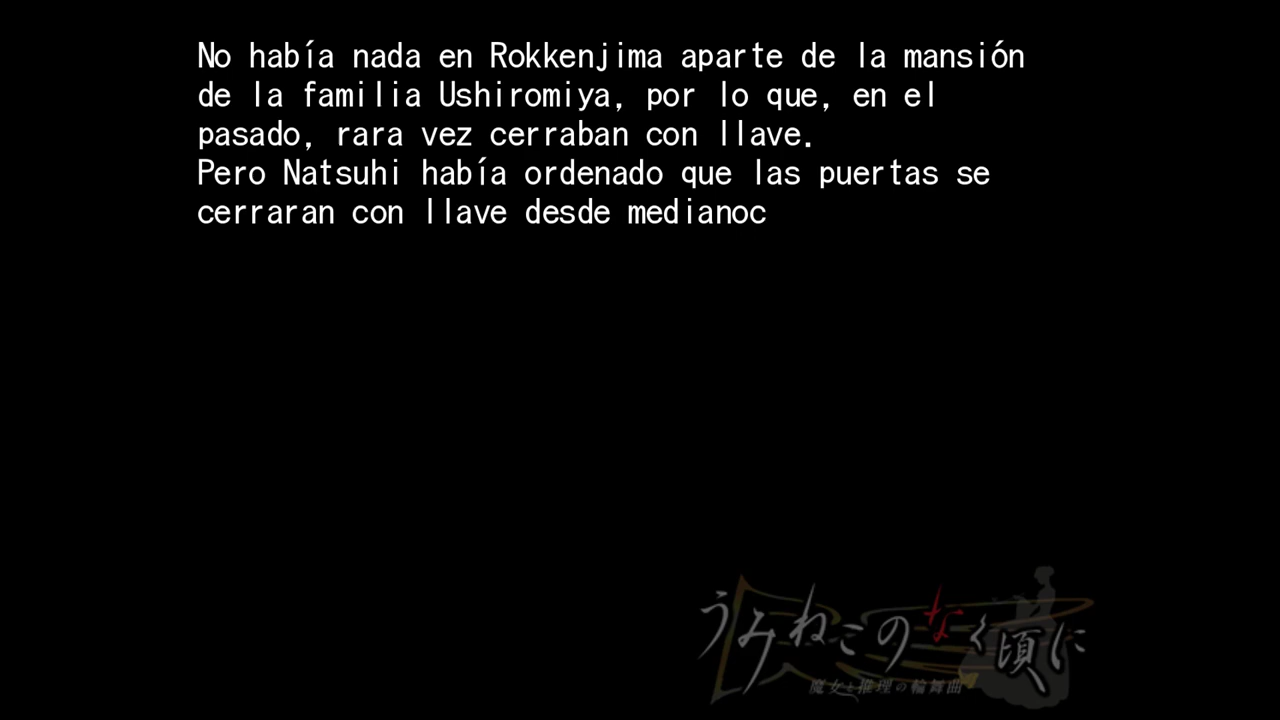 No había nada en Rokkenjima aparte de la mansión
de la familia Ushiromiya, por lo que, en el
pasado, rara vez cerraban con llave.
Pero Natsuhi había ordenado que las puertas se
cerraran con llave desde medianoc
うみねこのなく頃に
魔女と推理の輪舞曲